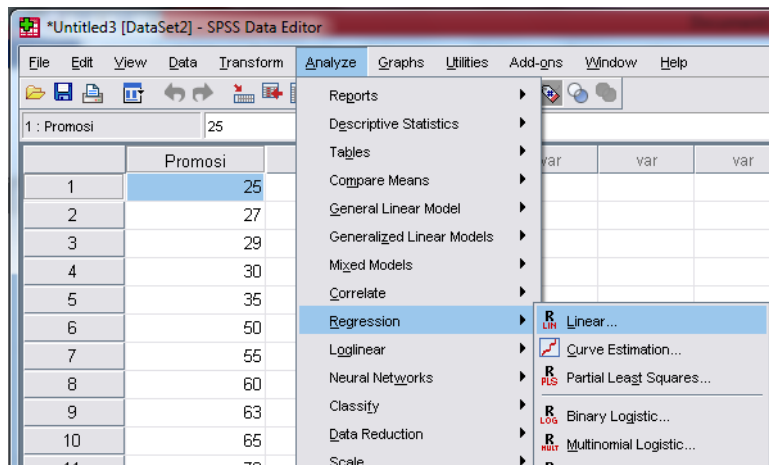 *Untitled3 [DataSet2] - SPSS Data Editor
File Edit View Data Transform Analyze Graphs Utilities Add-ons Window Help
1 : Promosi 25
Promosi var var var
1 25
2 27
3 29
4 30
5 35
6 50
7 55
8 60
9 63
10 65
Reports
Descriptive Statistics
Tables
Compare Means
General Linear Model
Generalized Linear Models
Mixed Models
Correlate
Regression
Loglinear
Neural Networks
Classify
Data Reduction
Scale
R LIN Linear...
Curve Estimation...
R PLS Partial Least Squares...
R LOG Binary Logistic...
R MULT Multinomial Logistic...